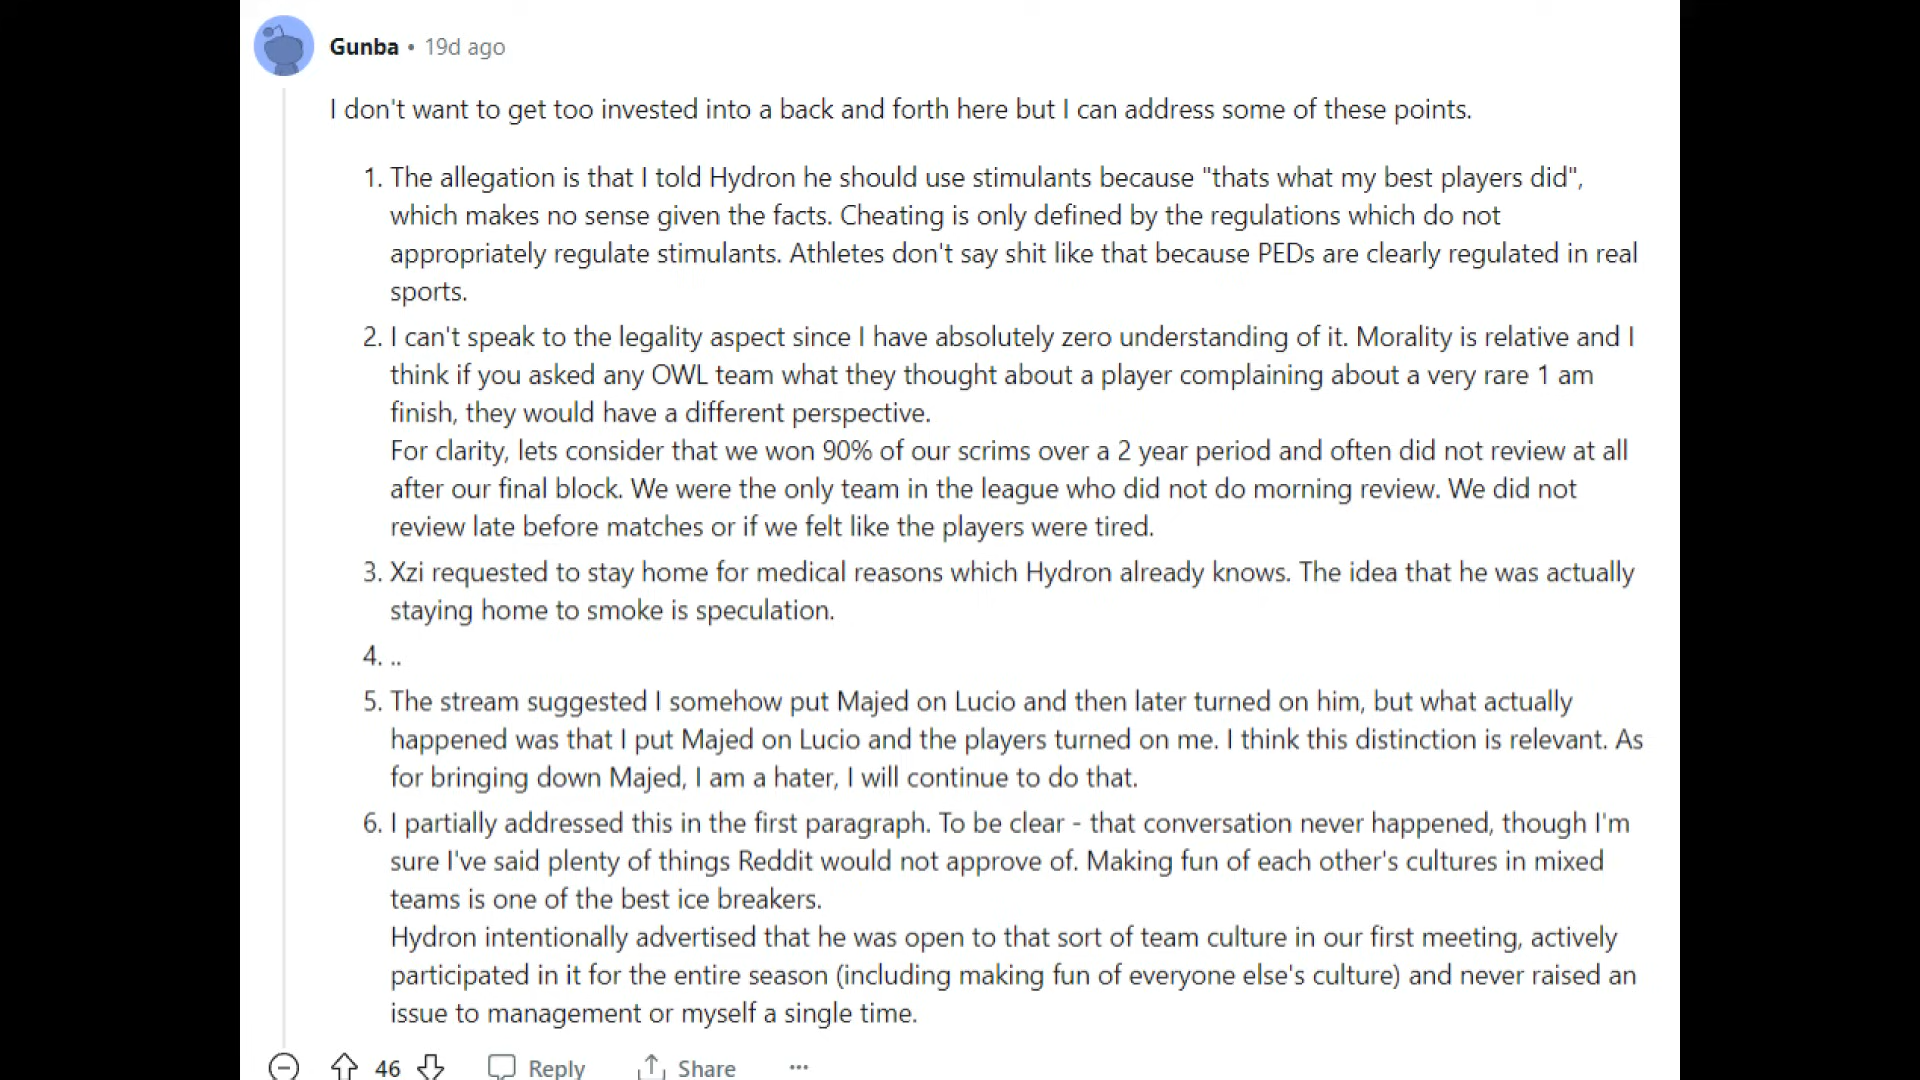 Gunba • 19d ago
I don't want to get too invested into a back and forth here but I can address some of these points.
1. The allegation is that I told Hydron he should use stimulants because "thats what my best players did",
which makes no sense given the facts. Cheating is only defined by the regulations which do not
appropriately regulate stimulants. Athletes don't say shit like that because PEDs are clearly regulated in real
sports.
2. I can't speak to the legality aspect since I have absolutely zero understanding of it. Morality is relative and I
think if you asked any OWL team what they thought about a player complaining about a very rare 1 am
finish, they would have a different perspective.
For clarity, lets consider that we won 90% of our scrims over a 2 year period and often did not review at all
after our final block. We were the only team in the league who did not do morning review. We did not
review late before matches or if we felt like the players were tired.
3. Xzi requested to stay home for medical reasons which Hydron already knows. The idea that he was actually
staying home to smoke is speculation.
4. ..
5. The stream suggested I somehow put Majed on Lucio and then later turned on him, but what actually
happened was that I put Majed on Lucio and the players turned on me. I think this distinction is relevant. As
for bringing down Majed, I am a hater, I will continue to do that.
6. I partially addressed this in the first paragraph. To be clear - that conversation never happened, though I'm
sure I've said plenty of things Reddit would not approve of. Making fun of each other's cultures in mixed
teams is one of the best ice breakers.
Hydron intentionally advertised that he was open to that sort of team culture in our first meeting, actively
participated in it for the entire season (including making fun of everyone else's culture) and never raised an
issue to management or myself a single time.
46 Reply Share ...